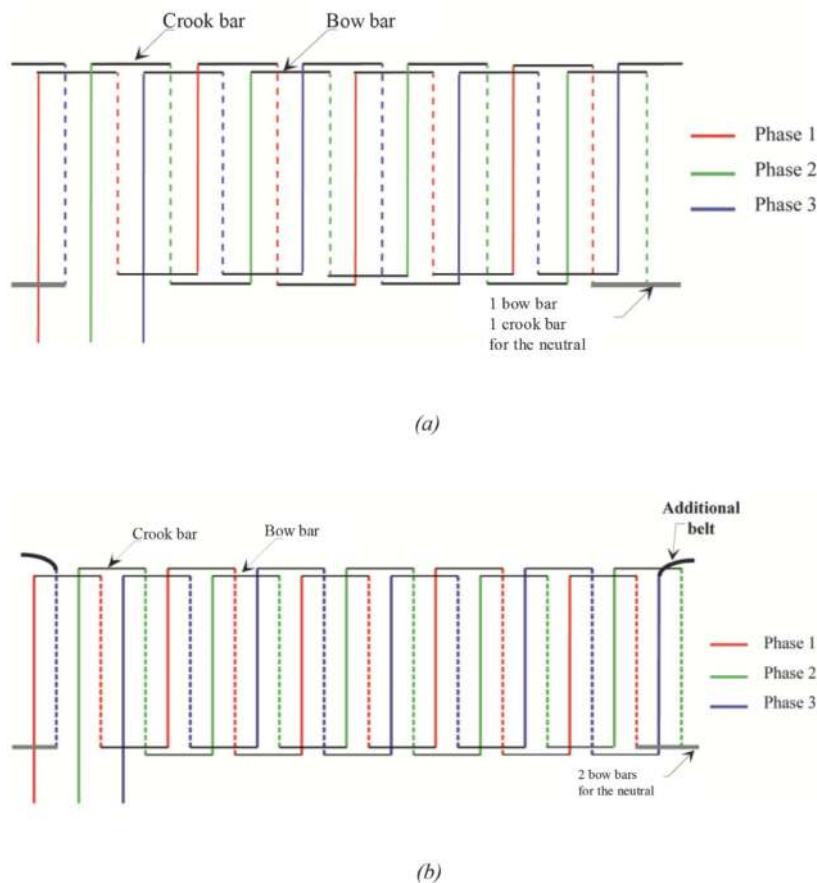 Crook bar
Bow bar
Phase 1
Phase 2
Phase 3
1 bow bar
1 crook bar
for the neutral
(a)
Additional
belt
Crook bar
Bow bar
Phase 1
Phase 2
Phase 3
2 bow bars
for the neutral
(b)